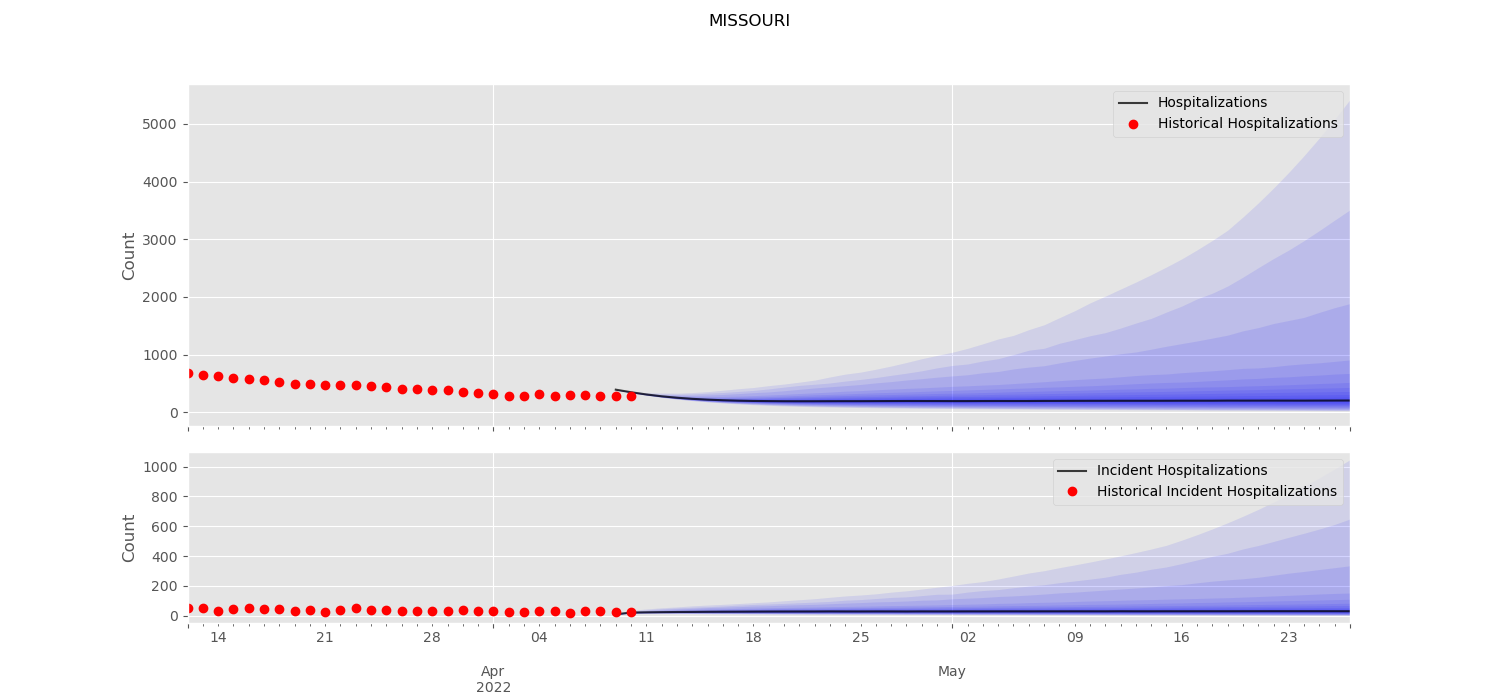 MISSOURI
Hospitalizations
Historical Hospitalizations
Count
5000
4000
3000
2000
1000
0
Incident Hospitalizations
Historical Incident Hospitalizations
Count
1000
800
600
400
200
0
14 21 28 04 11 18 25 02 09 16 23
Apr May
2022